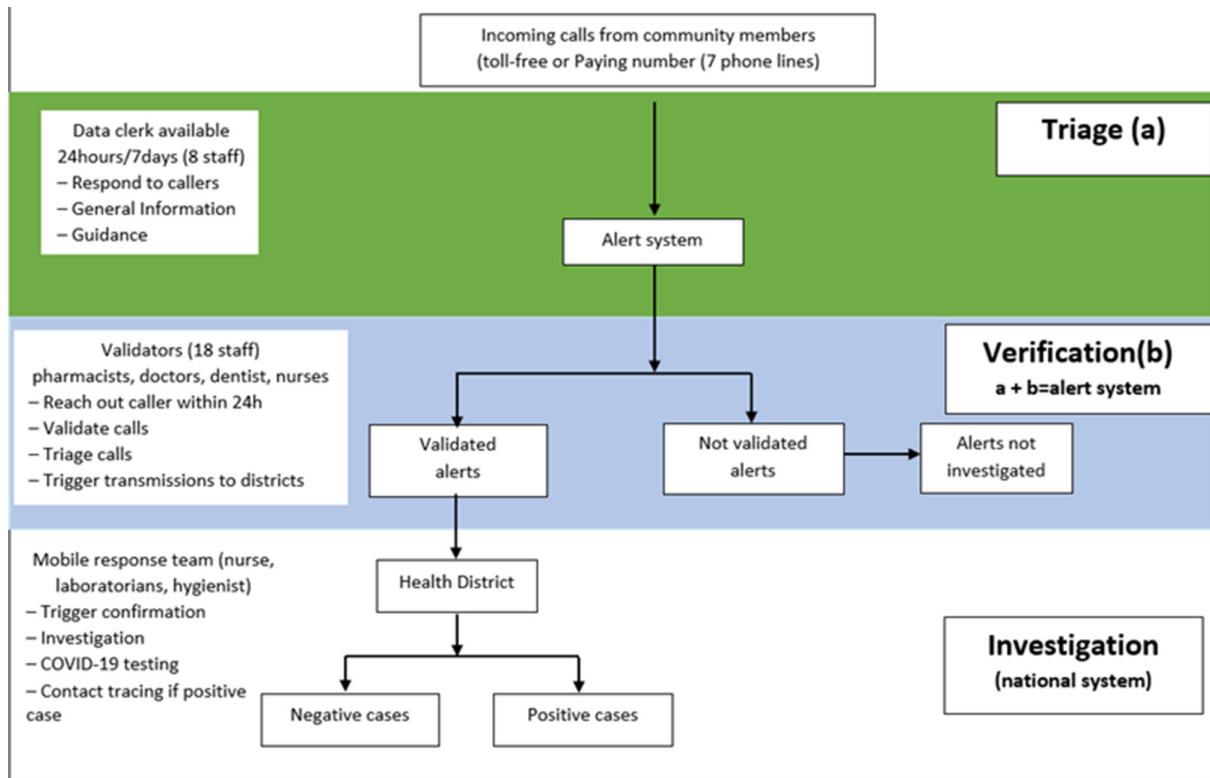 Incoming calls from community members
(toll-free or Paying number (7 phone lines)
Triage (a)
Data clerk available
24hours/7days (8 staff)
– Respond to callers
– General Information
– Guidance
Alert system
Verification(b)
a + b=alert system
Validators (18 staff)
pharmacists, doctors, dentist, nurses
– Reach out caller within 24h
– Validate calls
– Triage calls
– Trigger transmissions to districts
Validated
alerts
Not validated
alerts
Alerts not
investigated
Mobile response team (nurse,
laboratorians, hygienist)
– Trigger confirmation
– Investigation
– COVID-19 testing
– Contact tracing if positive
case
Health District
Negative cases
Positive cases
Investigation
(national system)